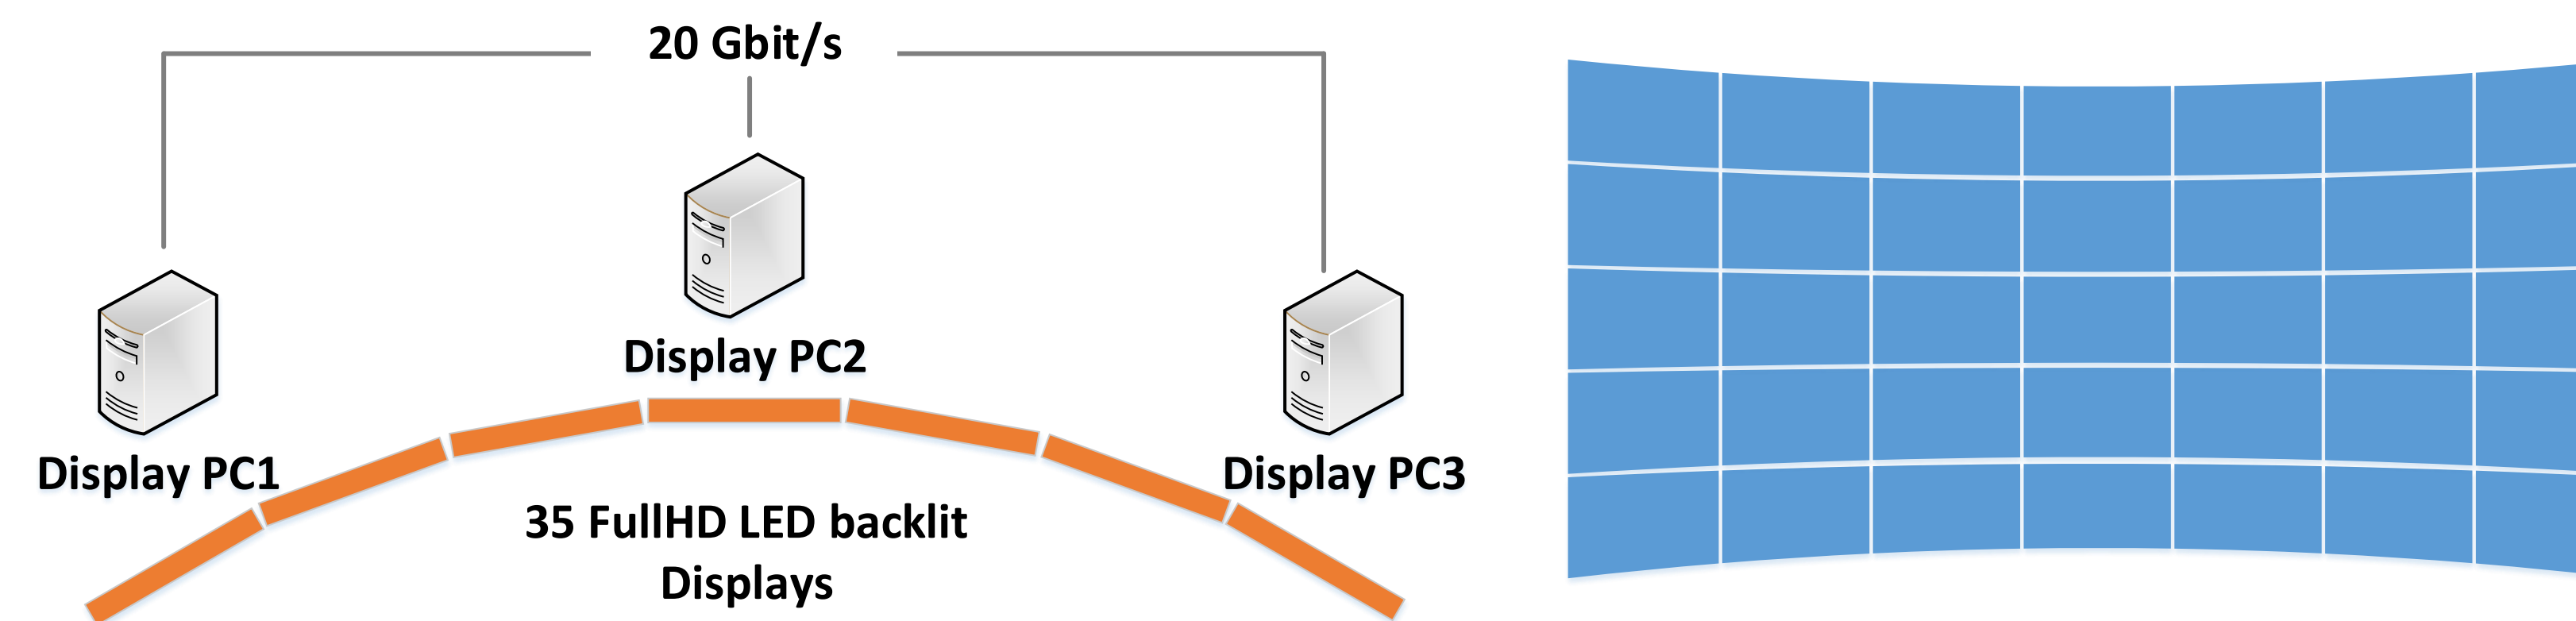 20 Gbit/s
Display PC2
Display PC1
Display PC3
35 FullHD LED backlit
Displays